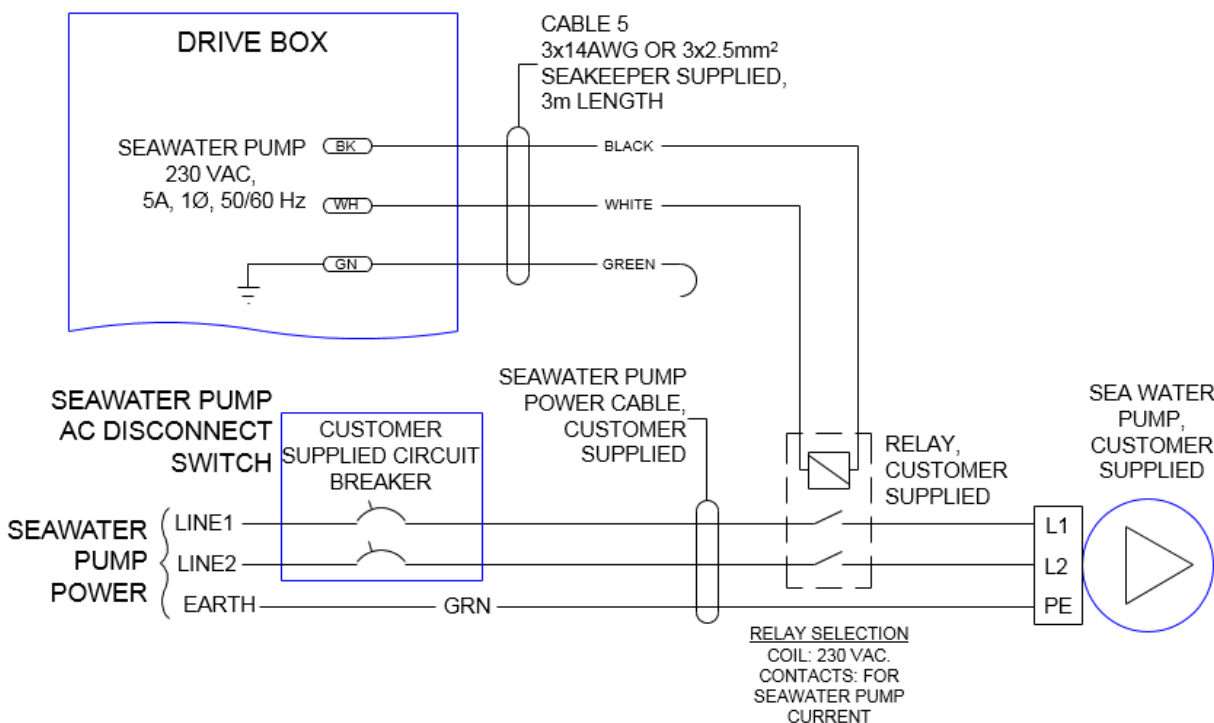 DRIVE BOX
CABLE 5
3x14AWG OR 3x2.5mm²
SEAKEEPER SUPPLIED,
3m LENGTH
SEAWATER PUMP
230 VAC,
5A, 1Ø, 50/60 Hz
BK
BLACK
WH
WHITE
GN
GREEN
SEAWATER PUMP
AC DISCONNECT
SWITCH
CUSTOMER
SUPPLIED CIRCUIT
BREAKER
SEAWATER PUMP
POWER CABLE,
CUSTOMER
SUPPLIED
RELAY,
CUSTOMER
SUPPLIED
SEA WATER
PUMP,
CUSTOMER
SUPPLIED
SEAWATER
PUMP
POWER
LINE1
LINE2
EARTH
GRN
L1
L2
PE
RELAY SELECTION
COIL: 230 VAC.
CONTACTS: FOR
SEAWATER PUMP
CURRENT